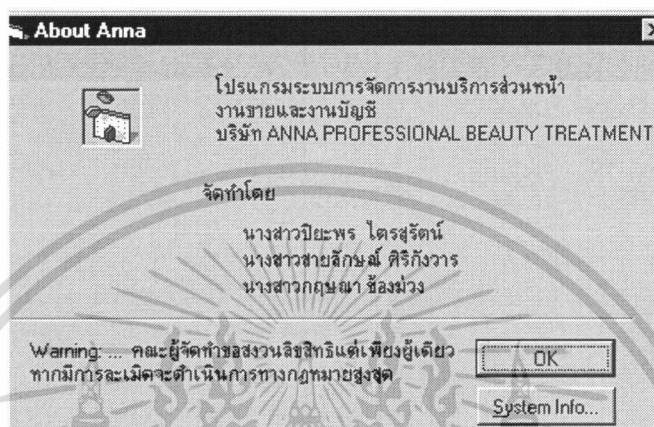 About Anna
โปรแกรมระบบการจัดการงานบริการส่วนหน้า
งานขายและงานบัญชี
บริษัท ANNA PROFESSIONAL BEAUTY TREATMENT
จัดทำโดย
นางสาวปิยะพร ไตรสุรัตน์
นางสาวสายลักษณ์ ศิริกังวาร
นางสาวกฤษณา ช้องม่วง
Warning: ... คณะผู้จัดทำขอสงวนลิขสิทธิ์แต่เพียงผู้เดียว
หากมีการละเมิดจะดำเนินการทางกฎหมายสูงสุด
OK
System Info...